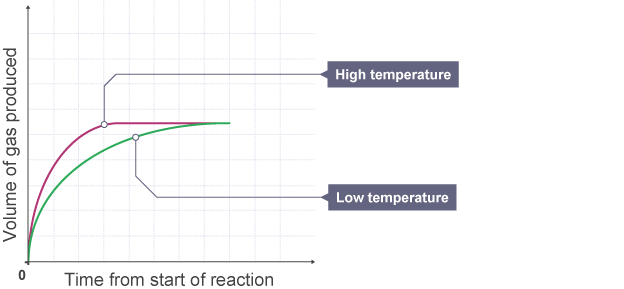 Volume of gas produced
High temperature
Low temperature
0
Time from start of reaction